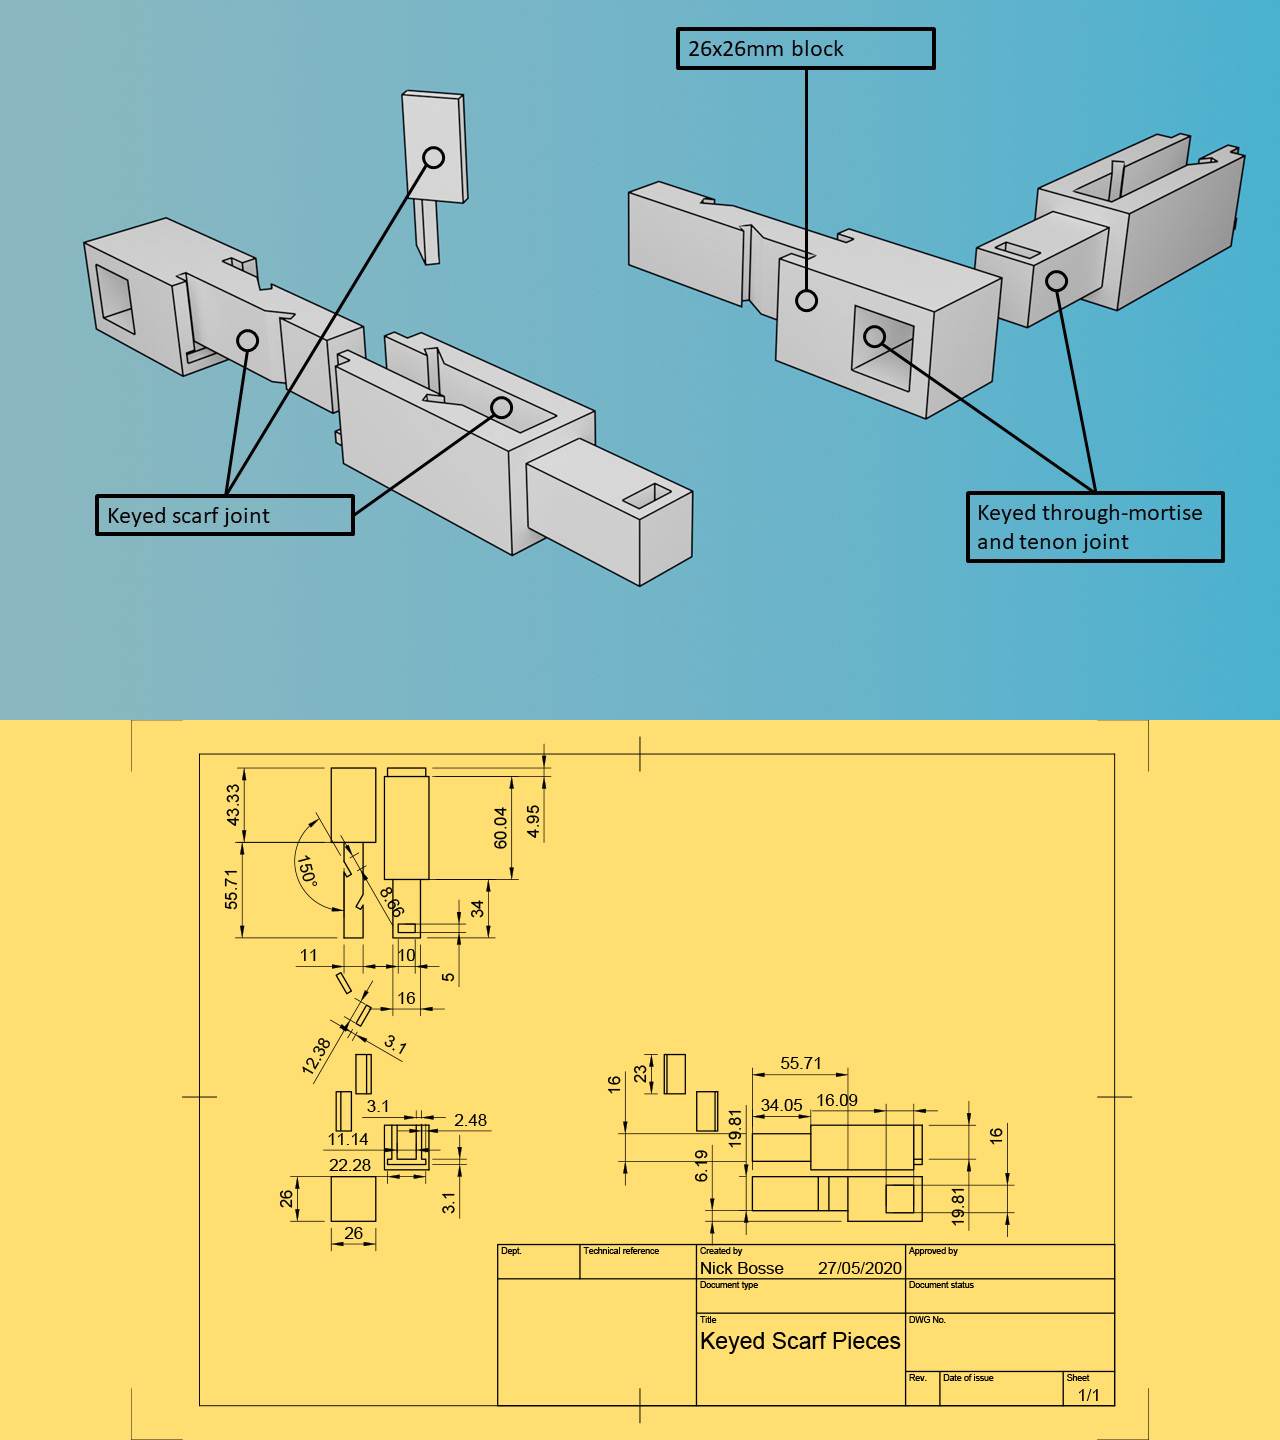 26x26mm block
Keyed scarf joint
Keyed through-mortise
and tenon joint
43.33
55.71
150°
8.66
60.04
4.95
34
11
10
5
16
12.38
3.1
3.1
2.48
11.14
22.28
3.1
26
26
16
23
55.71
34.05
16.09
19.81
6.19
16
19.81
Dept.
Technical reference
Created by
Approved by
Nick Bosse
27/05/2020
Document type
Document status
Title
DWG No.
Keyed Scarf Pieces
Rev.
Date of issue
Sheet
1/1